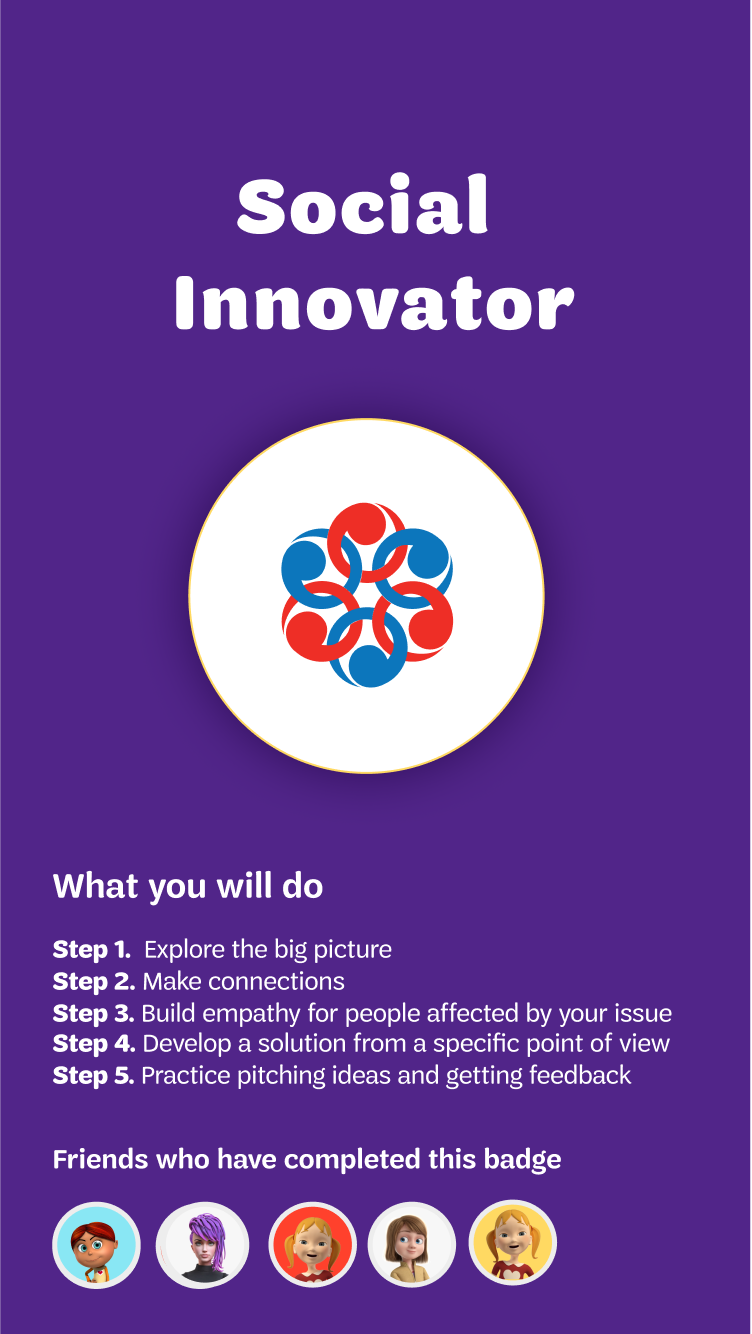 Social
Innovator
What you will do
Step 1. Explore the big picture
Step 2. Make connections
Step 3. Build empathy for people affected by your issue
Step 4. Develop a solution from a specific point of view
Step 5. Practice pitching ideas and getting feedback
Friends who have completed this badge